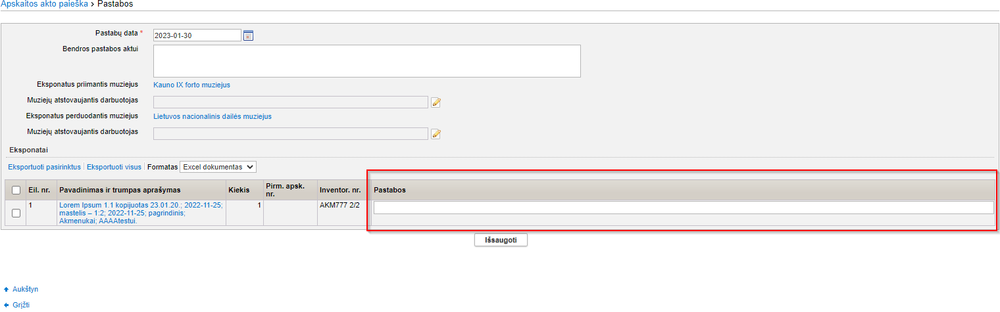 Apskaitos akto paieška › Pastabos
Pastabų data * 2023-01-30
Bendros pastabos aktui
Eksponatus priimantis muziejus Kauno IX forto muziejus
Muziejų atstovaujantis darbuotojas
Eksponatus perduodantis muziejus Lietuvos nacionalinis dailės muziejus
Muziejų atstovaujantis darbuotojas
Eksponatai
Eksportuoti pasirinktus | Eksportuoti visus | Formatas Excel dokumentas
Eil. nr. Pavadinimas ir trumpas aprašymas Kiekis Pirm. apsk. nr. Inventor. nr. Pastabos
1 Lorem Ipsum 1.1 kopijuotas 23.01.20.; 2022-11-25; 1 AKM777 2/2
mastelis – 1:2; 2022-11-25; pagrindinis;
Akmenukai; AAAAtestui.
Išsaugoti
Aukštyn
Grįžti